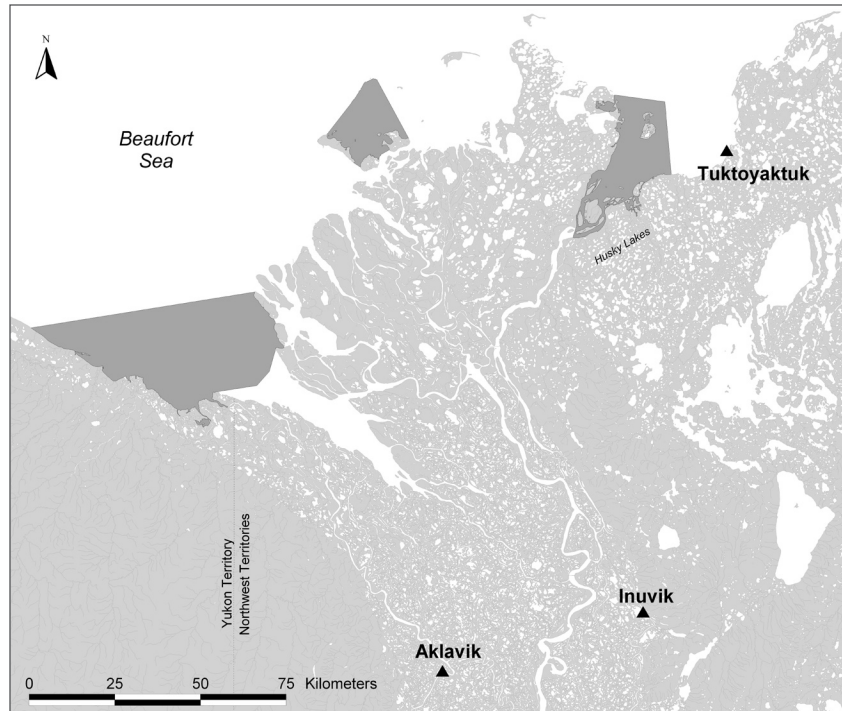 N
Beaufort
Sea
Tuktoyaktuk
Husky Lakes
Yukon Territory
Northwest Territories
Inuvik
Aklavik
0 25 50 75 Kilometers